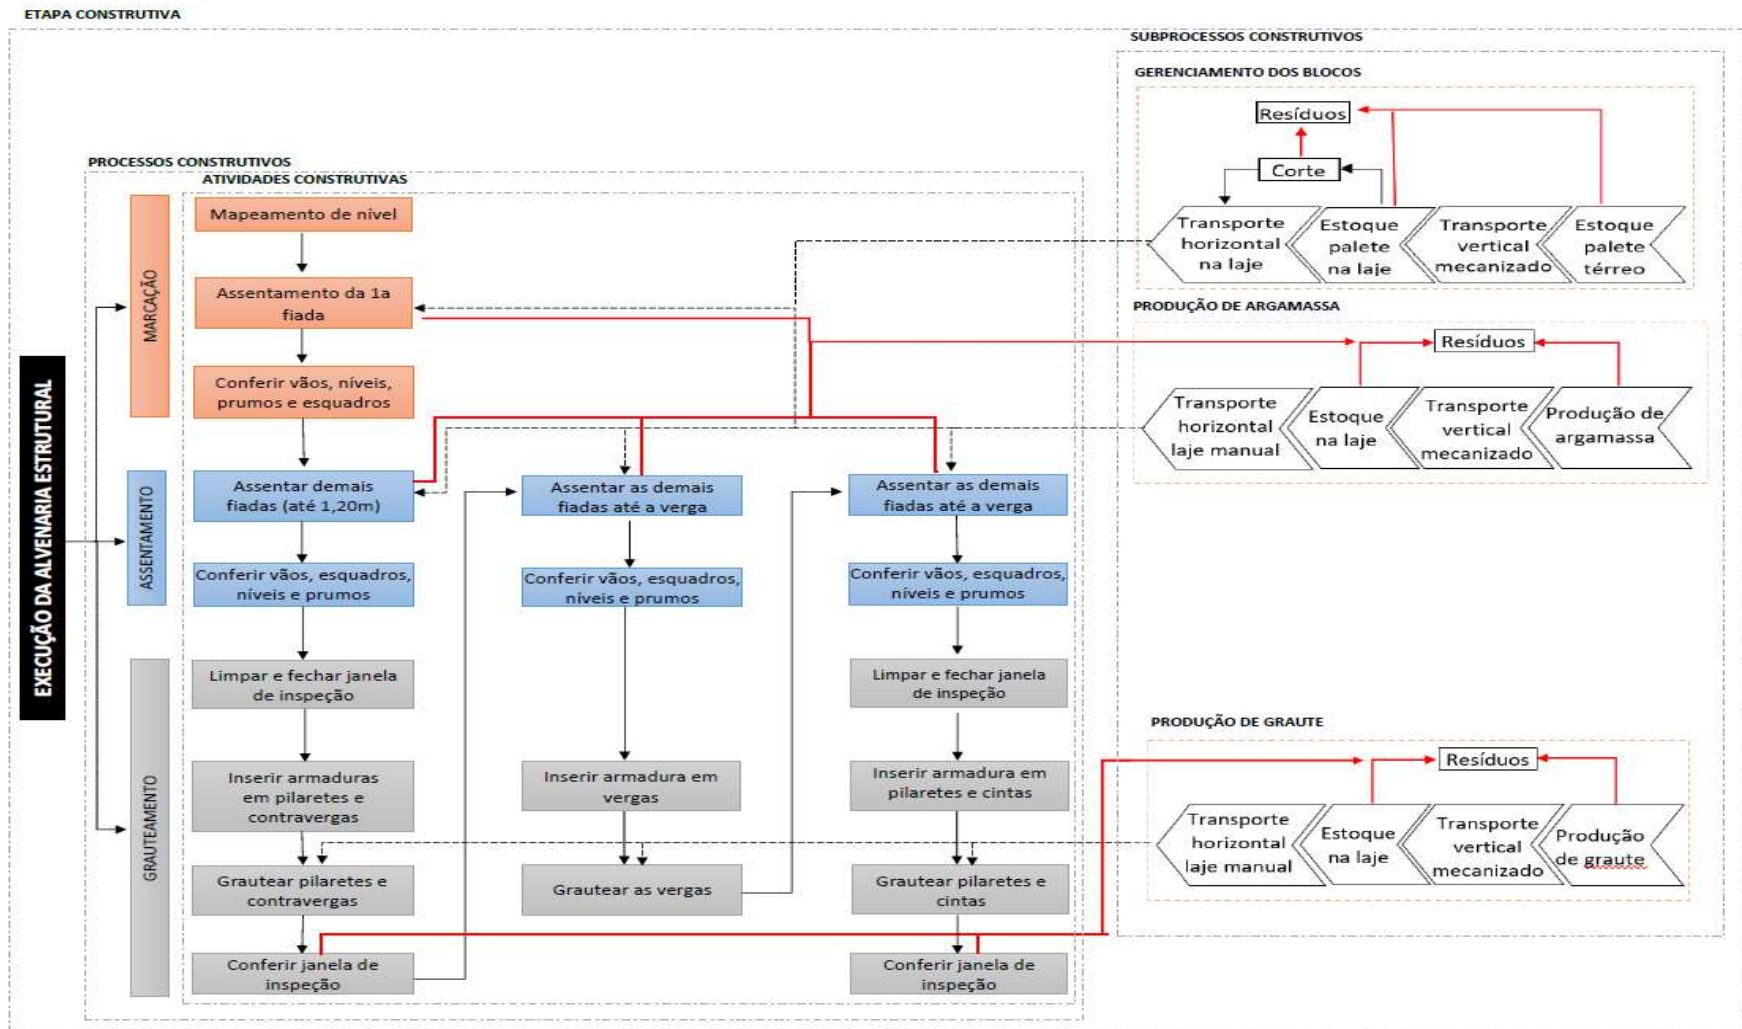 ETAPA CONSTRUTIVA
PROCESSOS CONSTRUTIVOS
ATIVIDADES CONSTRUTIVAS
EXECUÇÃO DA ALVENARIA ESTRUTURAL
MARCAÇÃO
Mapeamento de nível
Assentamento da 1a
fiada
Conferir vãos, níveis,
prumos e esquadros
ASSENTAMENTO
Assentar demais
fiadas (até 1,20m)
Conferir vãos, esquadros,
níveis e prumos
GRAUTEAMENTO
Limpar e fechar janela
de inspeção
Inserir armaduras
em pilaretes e
contravergas
Grautear pilaretes e
contravergas
Conferir janela de
inspeção
Assentar as demais
fiadas até a verga
Conferir vãos, esquadros,
níveis e prumos
Inserir armadura em
vergas
Grautear as vergas
Assentar as demais
fiadas até a verga
Conferir vãos, esquadros,
níveis e prumos
Limpar e fechar janela
de inspeção
Inserir armadura em
pilaretes e cintas
Grautear pilaretes e
cintas
Conferir janela de
inspeção
SUBPROCESSOS CONSTRUTIVOS
GERENCIAMENTO DOS BLOCOS
Resíduos
Corte
Transporte
horizontal
na laje
Estoque
palete
na laje
Transporte
vertical
mecanizado
Estoque
palete
térreo
PRODUÇÃO DE ARGAMASSA
Resíduos
Transporte
horizontal
laje manual
Estoque
na laje
Transporte
vertical
mecanizado
Produção de
argamassa
PRODUÇÃO DE GRAUTE
Resíduos
Transporte
horizontal
laje manual
Estoque
na laje
Transporte
vertical
mecanizado
Produção
de graute